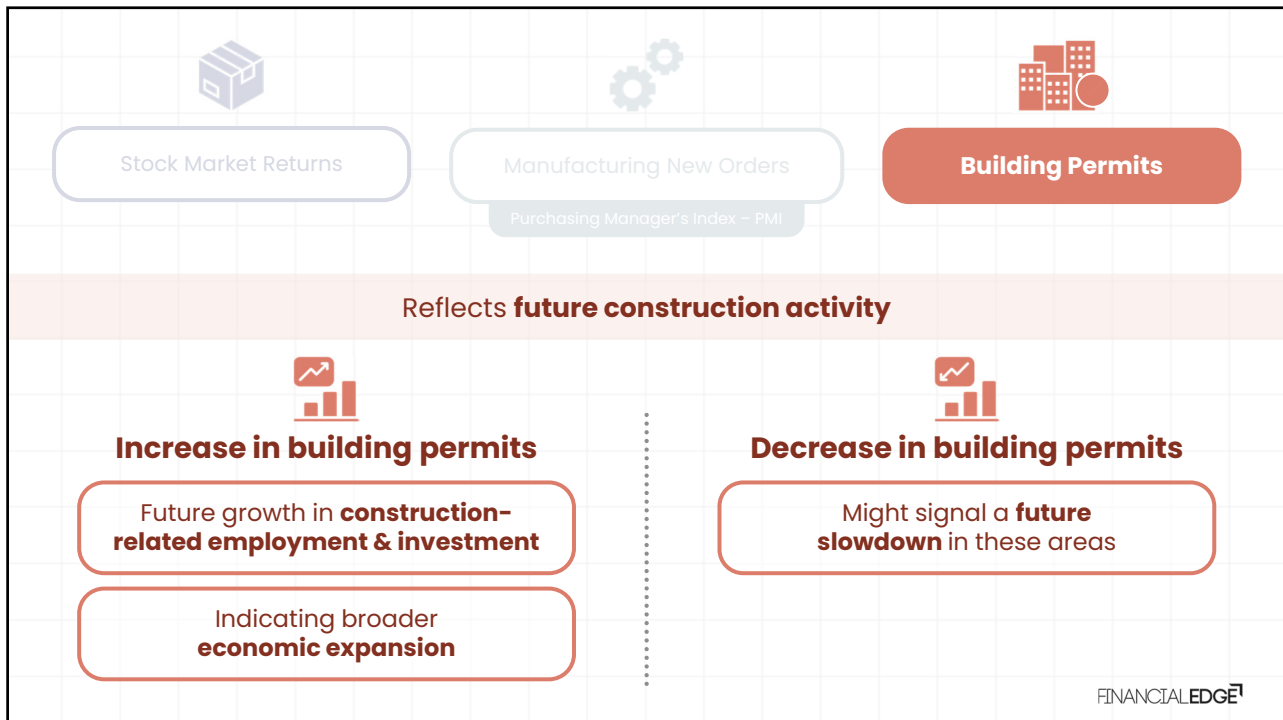 Stock Market Returns
Manufacturing New Orders
Building Permits
Purchasing Manager's Index – PMI
Reflects future construction activity
Increase in building permits
Decrease in building permits
Future growth in construction-
related employment & investment
Might signal a future
slowdown in these areas
Indicating broader
economic expansion
FINANCIALEDGE